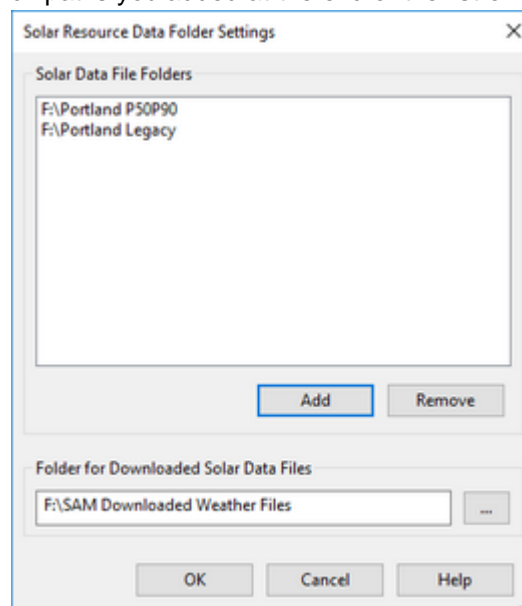 Solar Resource Data Folder Settings
Solar Data File Folders
F:\Portland P50P90
F:\Portland Legacy
Add Remove
Folder for Downloaded Solar Data Files
F:\SAM Downloaded Weather Files ...
OK Cancel Help